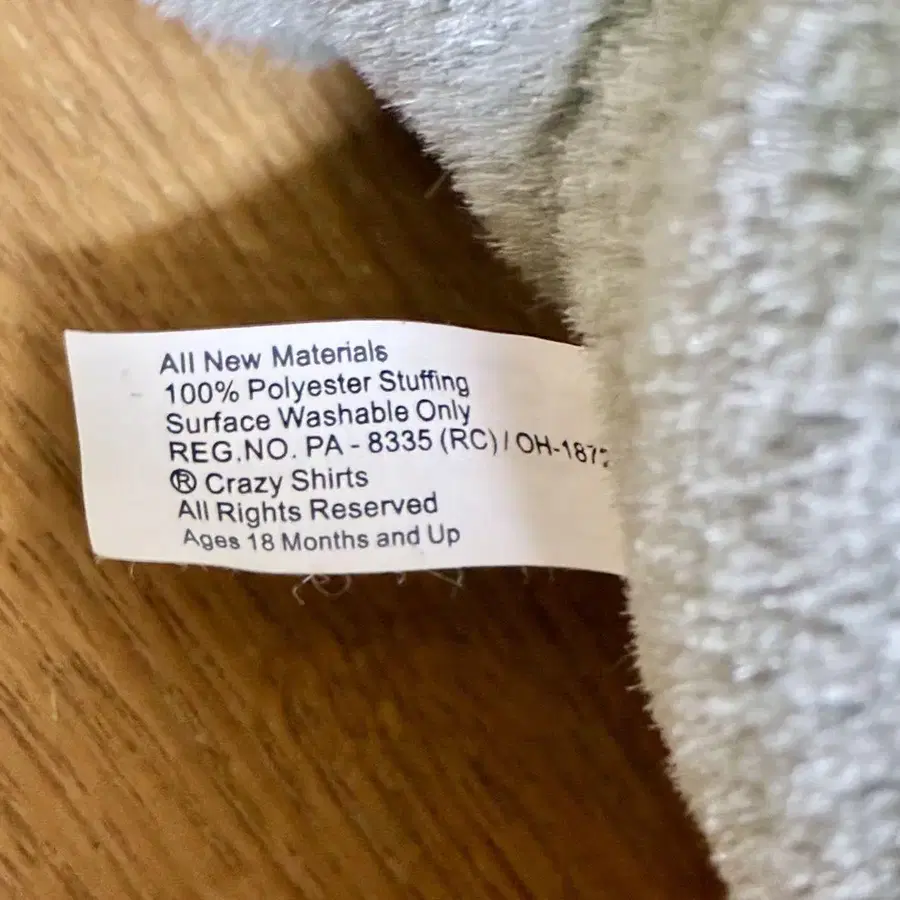 All New Materials
100% Polyester Stuffing
Surface Washable Only
REG.NO. PA - 8335 (RC) / OH-187
® Crazy Shirts
All Rights Reserved
Ages 18 Months and Up